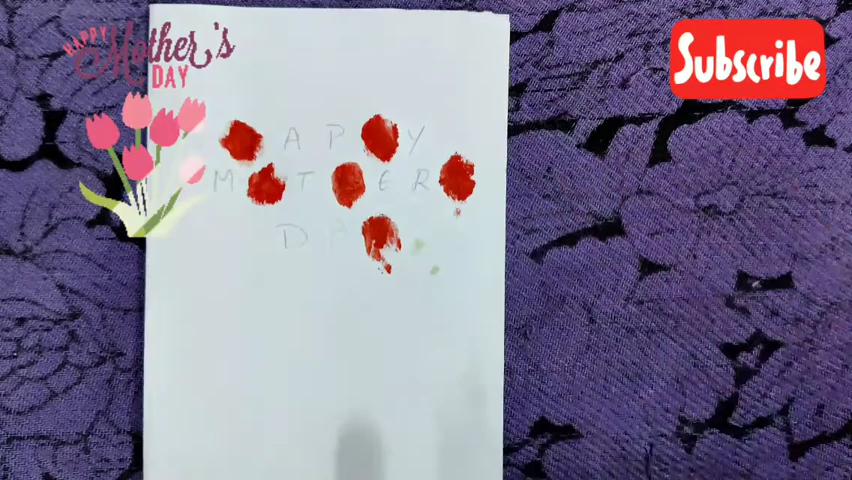 HAPPY
Mother's
DAY
Subscribe
A P Y
M T E R
D A